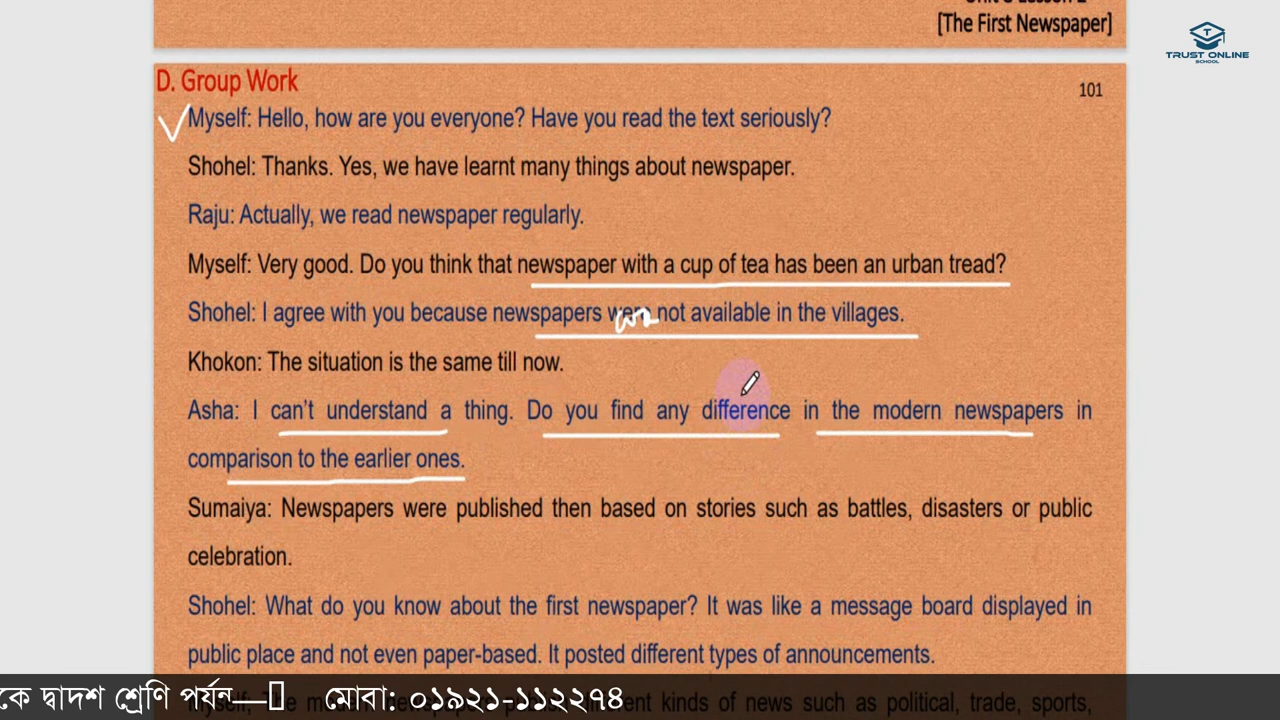 [The First Newspaper]
TRUST ONLINE
SCHOOL
D. Group Work
101
Myself: Hello, how are you everyone? Have you read the text seriously?
Shohel: Thanks. Yes, we have learnt many things about newspaper.
Raju: Actually, we read newspaper regularly.
Myself: Very good. Do you think that newspaper with a cup of tea has been an urban tread?
Shohel: I agree with you because newspapers were not available in the villages.
Khokon: The situation is the same till now.
Asha: I can't understand a thing. Do you find any difference in the modern newspapers in
comparison to the earlier ones.
Sumaiya: Newspapers were published then based on stories such as battles, disasters or public
celebration.
Shohel: What do you know about the first newspaper? It was like a message board displayed in
public place and not even paper-based. It posted different types of announcements.
কে দ্বাদশ শ্রেণি পর্যন মোবা: ০১৯২১-১১২২৭৪
kinds of news such as political, trade, sports,